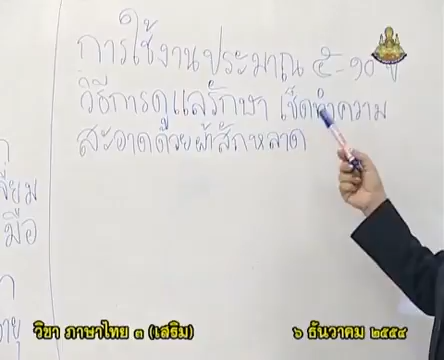 การใช้งานประมาณ ๕-๑๐ ปี
วิธีการดูแลรักษา เช็ดทำความ
สะอาดด้วยผ้าสักหลาด
มือ
วิชา ภาษาไทย ๓ (เสริม)
๖ ธันวาคม ๒๕๕๔